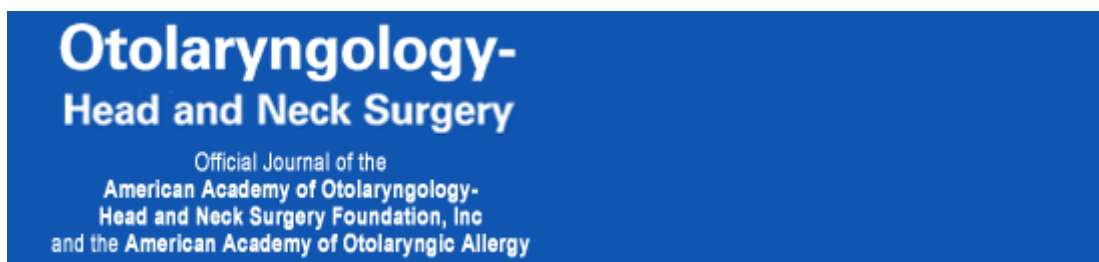 Otolaryngology-
Head and Neck Surgery
Official Journal of the
American Academy of Otolaryngology-
Head and Neck Surgery Foundation, Inc
and the American Academy of Otolaryngic Allergy